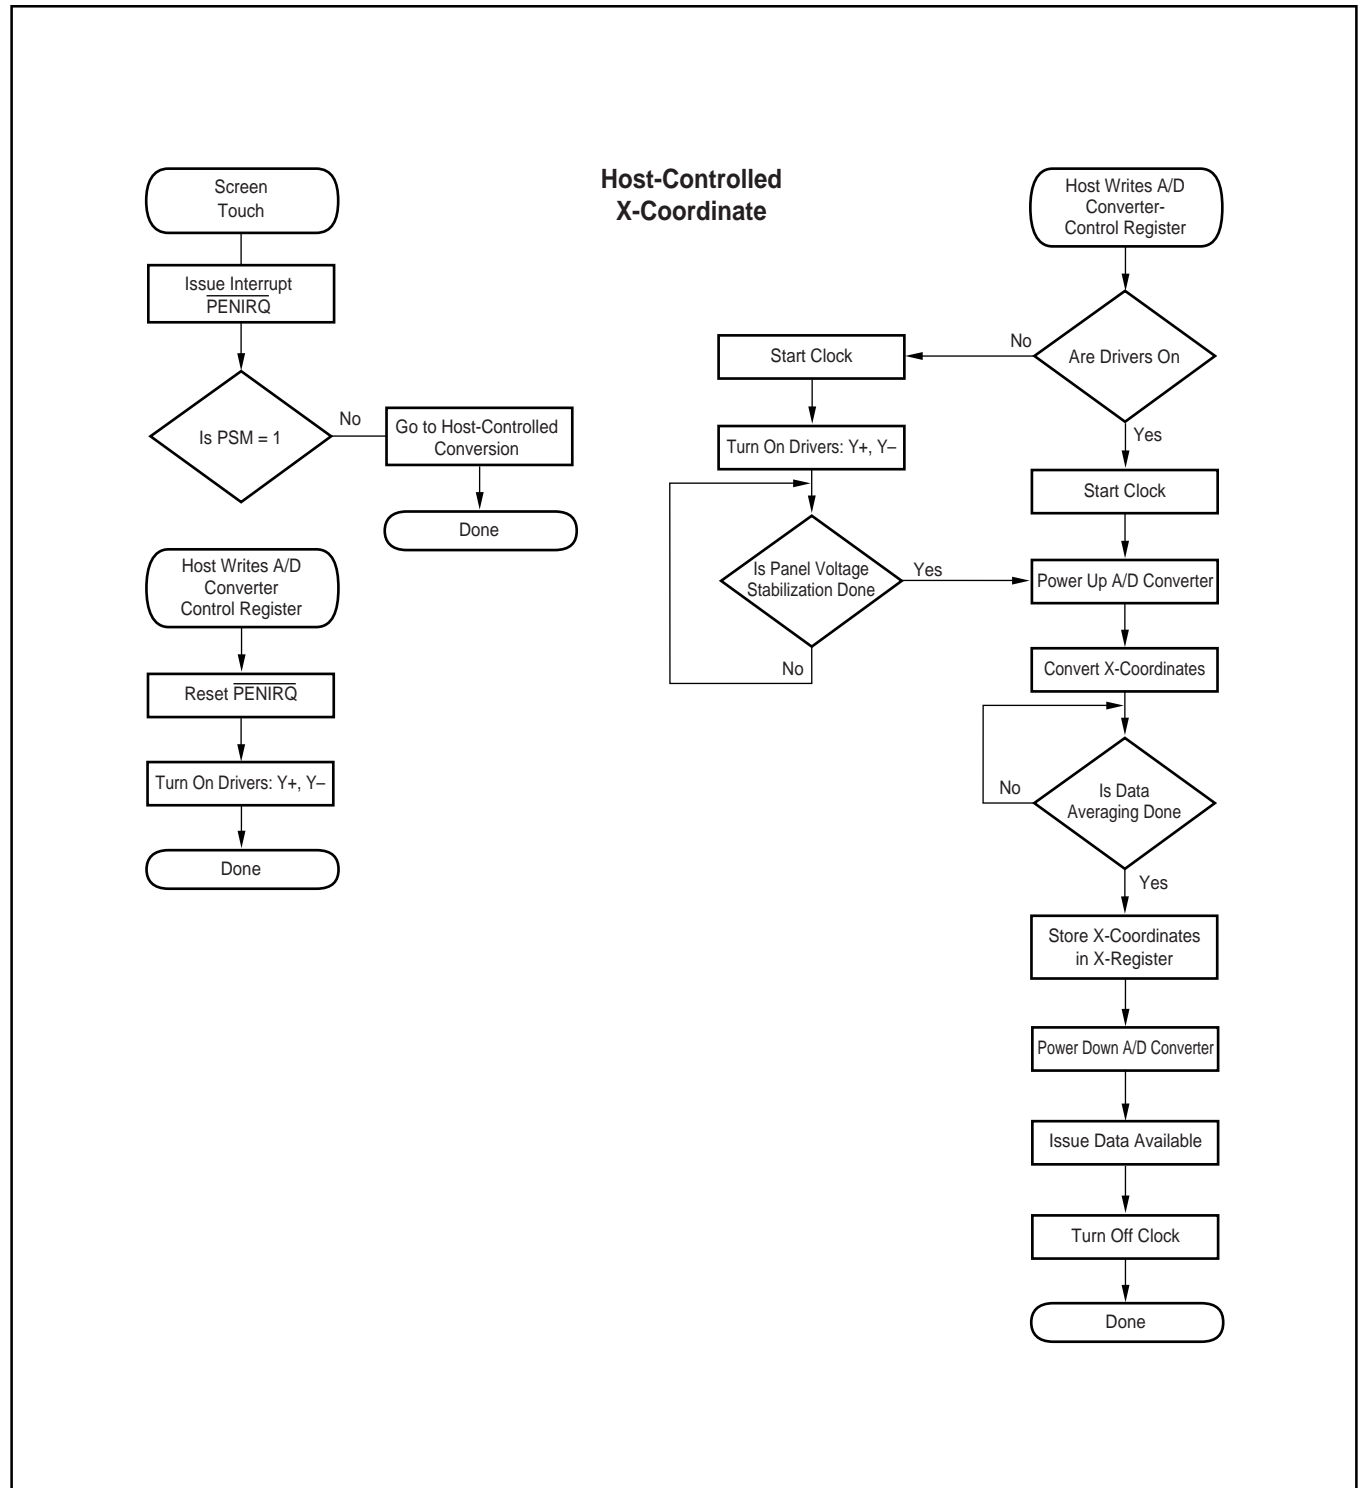 Host-Controlled
X-Coordinate
Screen
Touch
Issue Interrupt
PENIRQ
Is PSM = 1
No
Go to Host-Controlled
Conversion
Done
Host Writes A/D
Converter
Control Register
Reset PENIRQ
Turn On Drivers: Y+, Y–
Done
Host Writes A/D
Converter-
Control Register
Are Drivers On
No
Start Clock
Turn On Drivers: Y+, Y–
Is Panel Voltage
Stabilization Done
No
Yes
Yes
Start Clock
Power Up A/D Converter
Convert X-Coordinates
Is Data
Averaging Done
No
Yes
Store X-Coordinates
in X-Register
Power Down A/D Converter
Issue Data Available
Turn Off Clock
Done